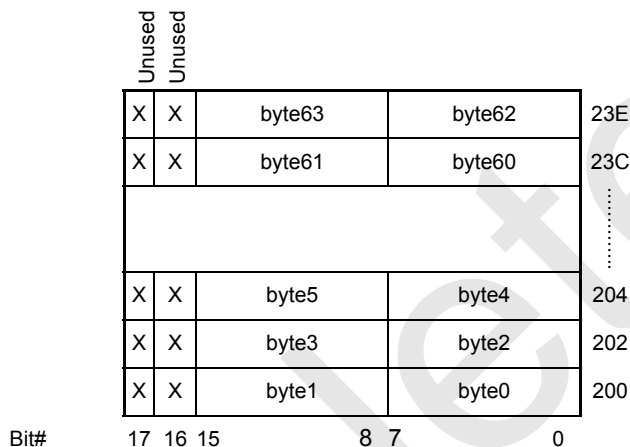 Unused Unused
X X byte63 byte62 23E
X X byte61 byte60 23C
X X byte5 byte4 204
X X byte3 byte2 202
X X byte1 byte0 200
Bit# 17 16 15 8 7 0